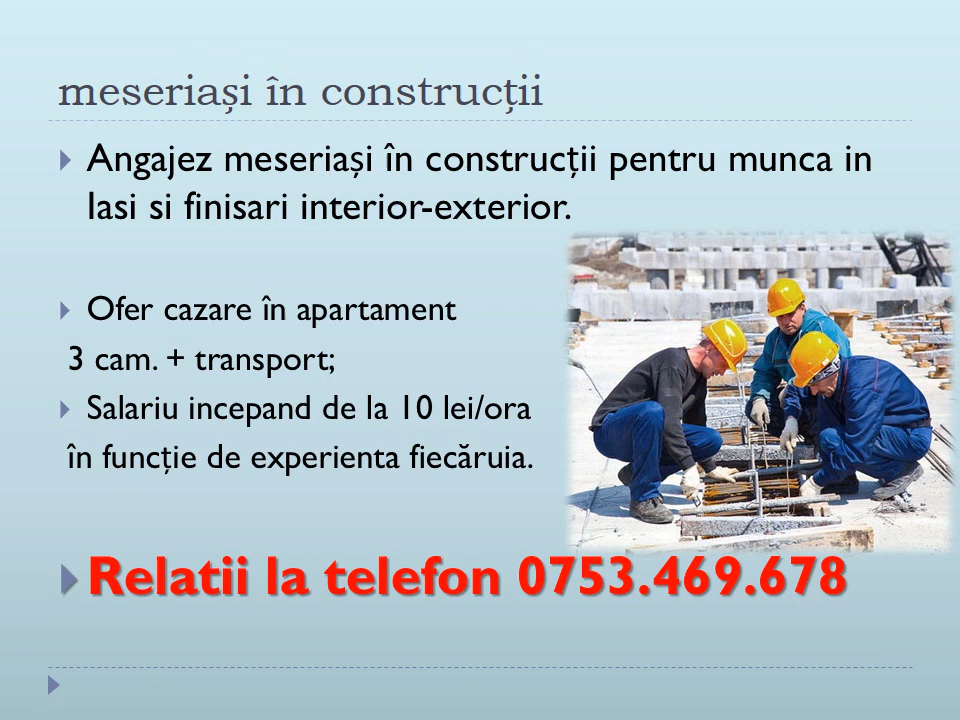 meseriași în construcții
Angajez meseriași în construcții pentru munca in
Iasi si finisari interior-exterior.
Ofer cazare în apartament
3 cam. + transport;
Salariu incepand de la 10 lei/ora
în funcție de experienta fiecăruia.
Relatii la telefon 0753.469.678